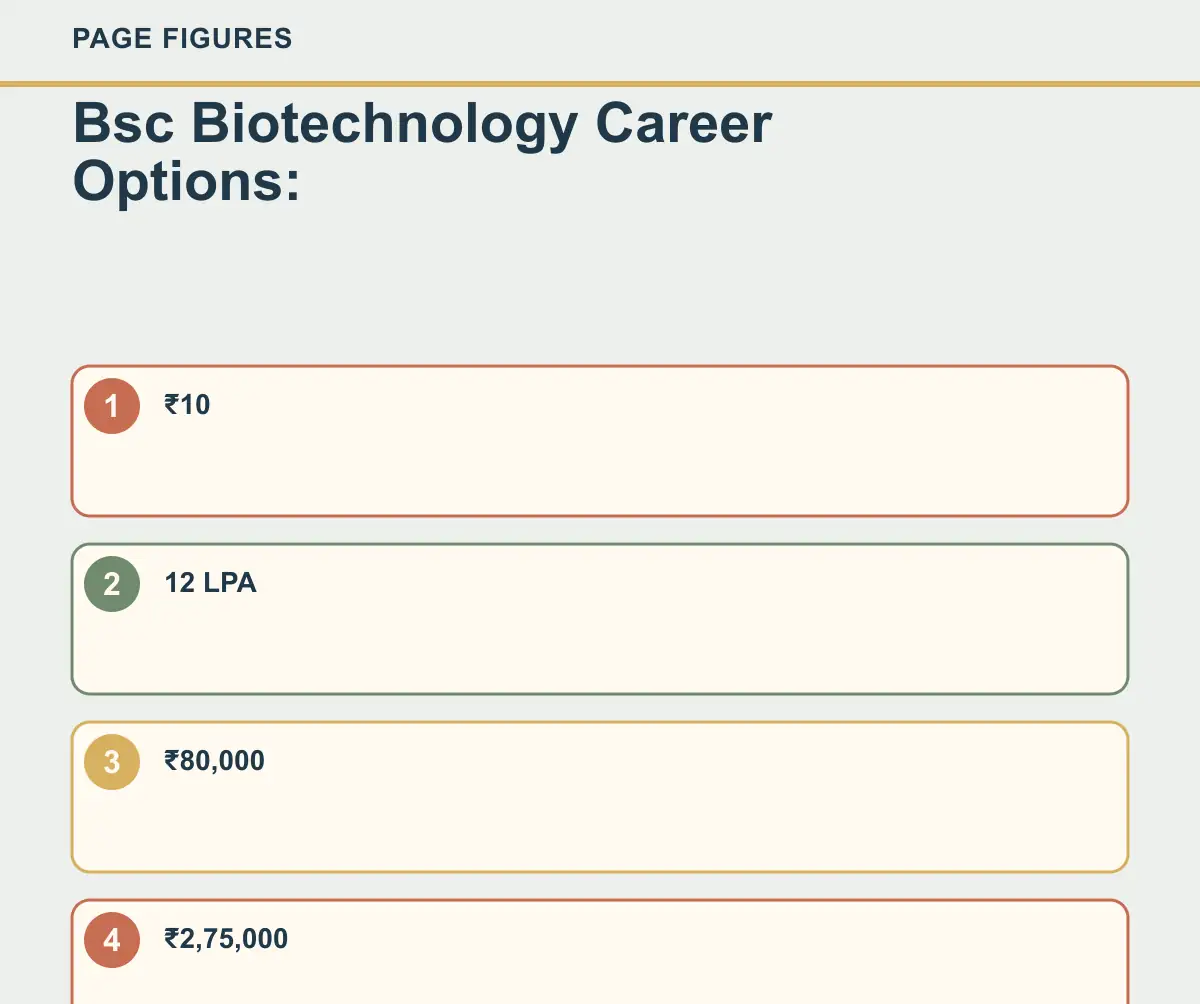 PAGE FIGURES
Bsc Biotechnology Career
Options:
1 ₹10
2 12 LPA
3 ₹80,000
4 ₹2,75,000